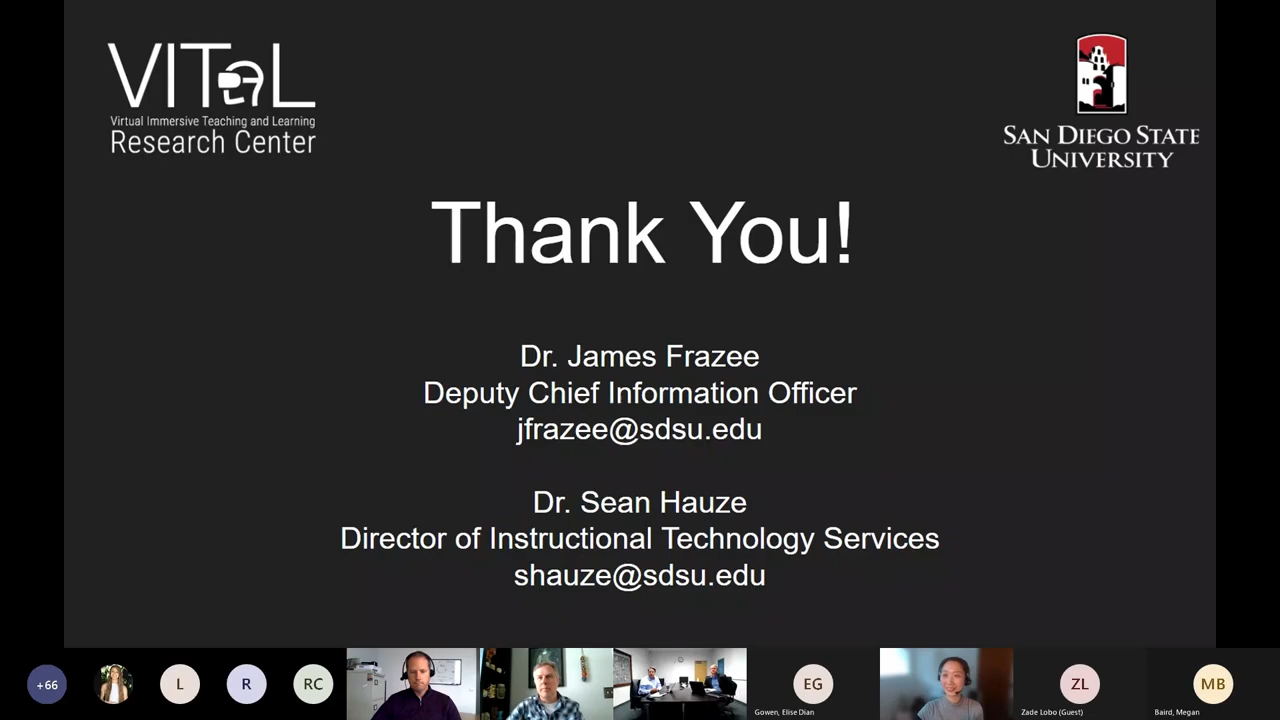 VITaL
Virtual Immersive Teaching and Learning
Research Center
SAN DIEGO STATE
UNIVERSITY
Thank You!
Dr. James Frazee
Deputy Chief Information Officer
jfrazee@sdsu.edu
Dr. Sean Hauze
Director of Instructional Technology Services
shauze@sdsu.edu
+66
L
R
RC
EG
ZL
MB
Gowen, Elise Dian
Zade Lobo (Guest)
Baird, Megan